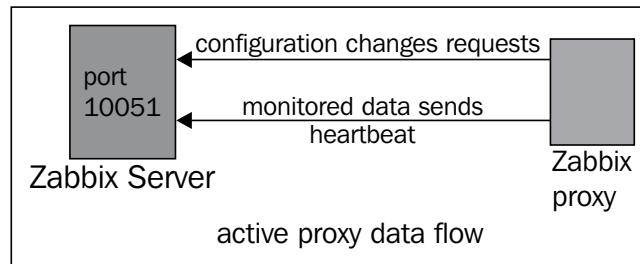 configuration changes requests
port
10051
monitored data sends
heartbeat
Zabbix Server
Zabbix
proxy
active proxy data flow